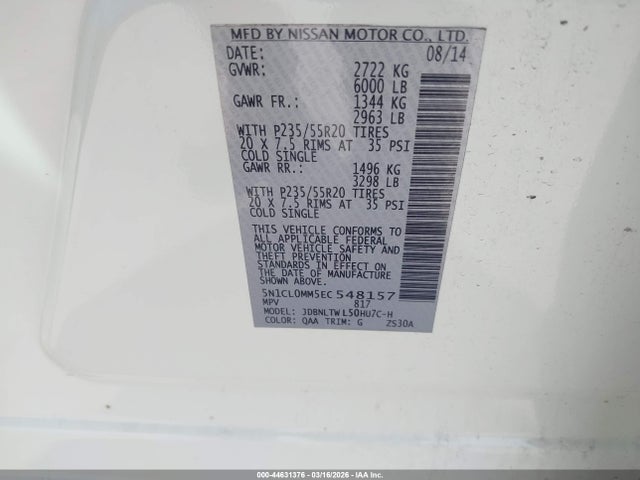 MFD BY NISSAN MOTOR CO., LTD.
DATE: 08/14
GVWR: 2722 KG
6000 LB
GAWR FR.: 1344 KG
2963 LB
WITH P235/55R20 TIRES
20 X 7.5 RIMS AT 35 PSI
COLD SINGLE
GAWR RR.: 1496 KG
3298 LB
WITH P235/55R20 TIRES
20 X 7.5 RIMS AT 35 PSI
COLD SINGLE
THIS VEHICLE CONFORMS TO
ALL APPLICABLE FEDERAL
MOTOR VEHICLE SAFETY AND
THEFT PREVENTION
STANDARDS IN EFFECT ON
THE DATE OF MANUFACTURE
SHOWN ABOVE.
5N1CL0MM5EC 548157
MPV 817
MODEL: 3DBNLTWL50HU7C-H
COLOR: QAA TRIM: G ZS30A
000-44631376 - 03/16/2026 - IAA Inc.